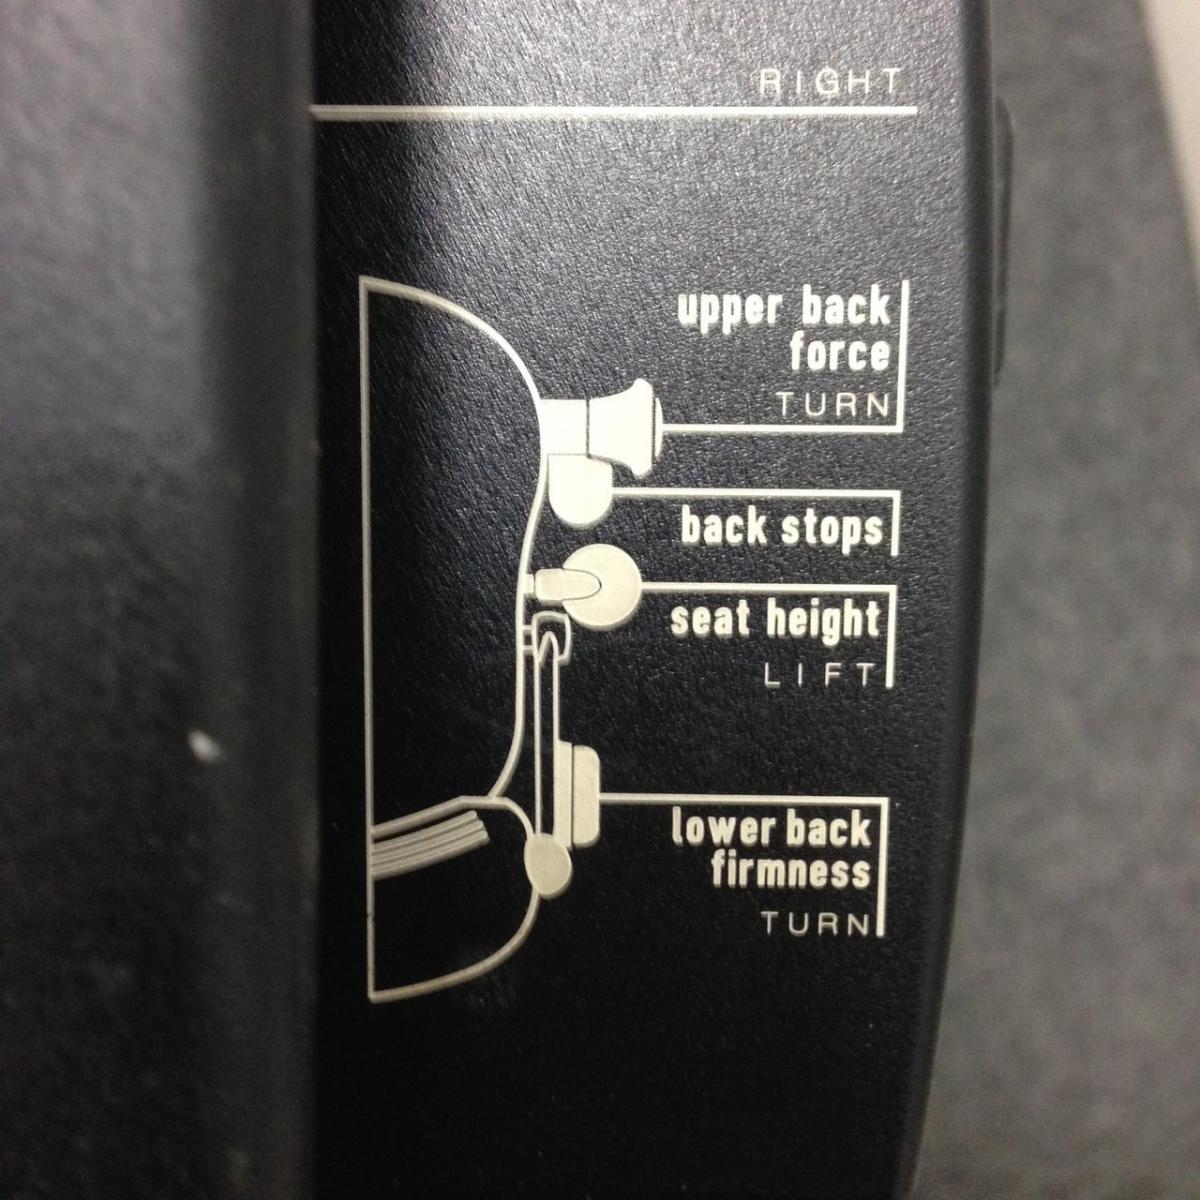 RIGHT
upper back
force
TURN
back stops
seat height
LIFT
lower back
firmness
TURN